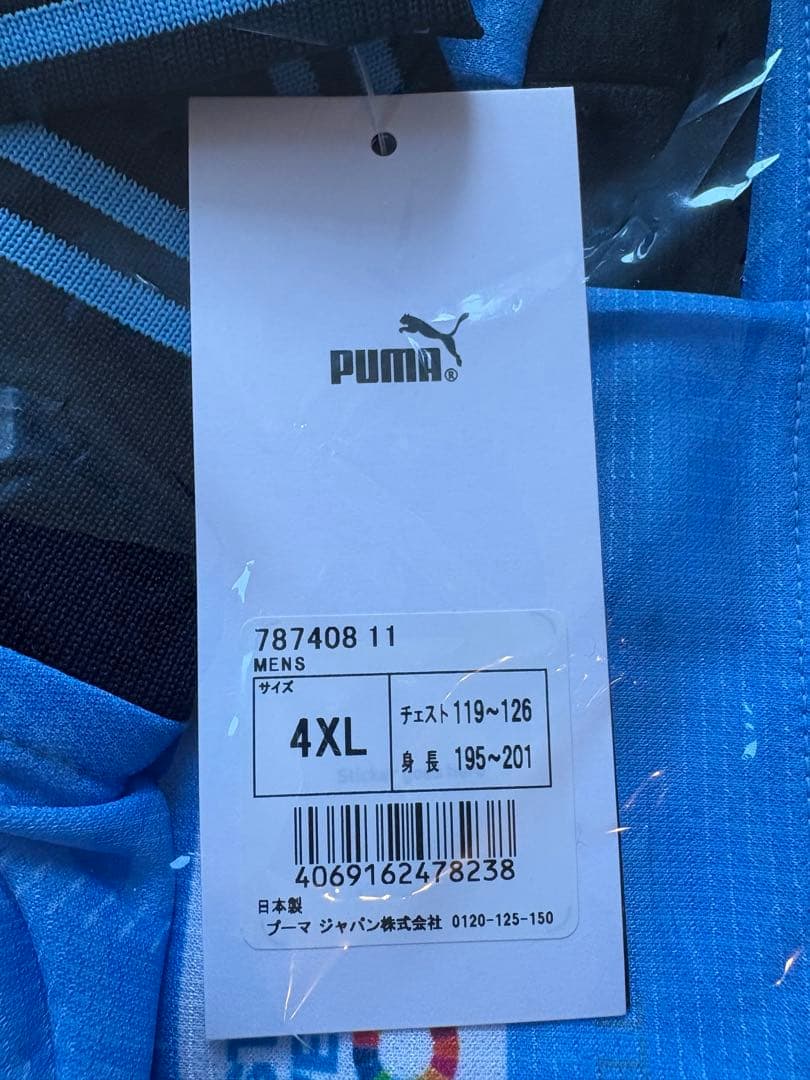 PUMA®
787408 11
MENS
サイズ
4XL
チェスト 119~126
身長 195~201
4069162478238
日本製
プーマ ジャパン株式会社 0120-125-150